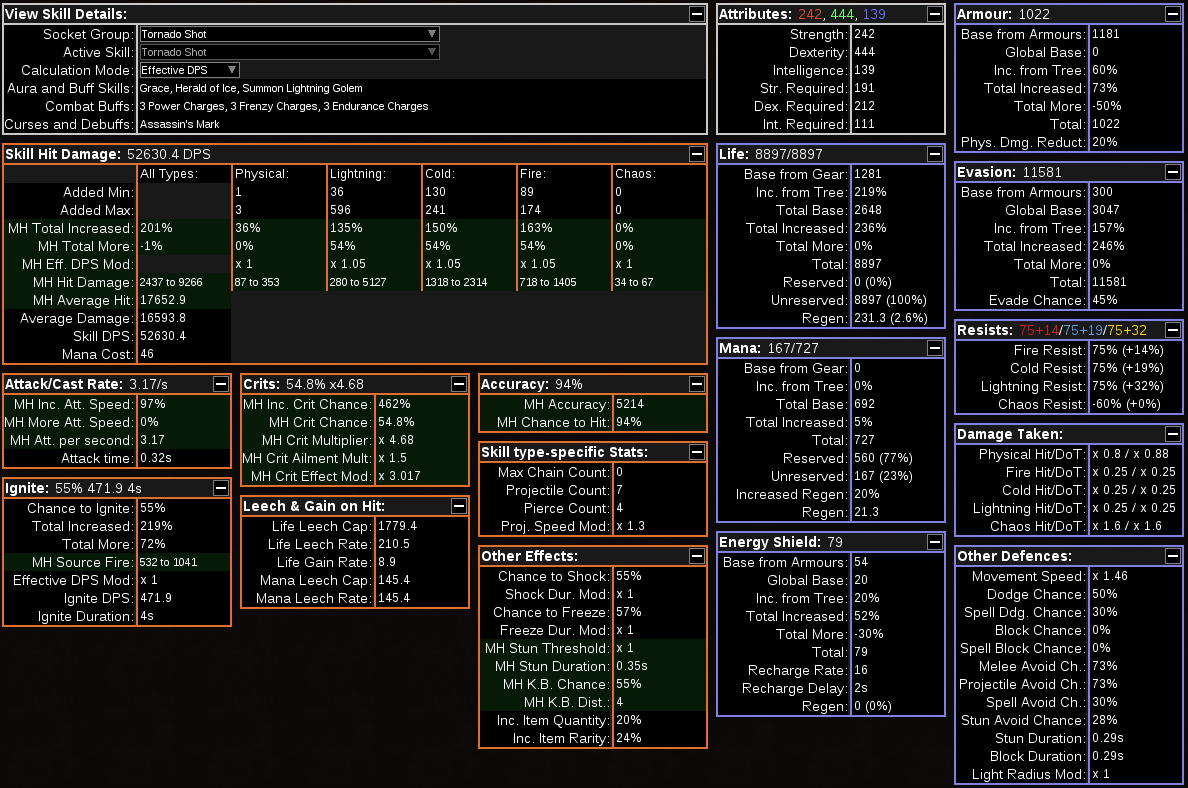 View Skill Details:
Socket Group: Tornado Shot
Active Skill: Tornado Shot
Calculation Mode: Effective DPS
Aura and Buff Skills: Grace, Herald of Ice, Summon Lightning Golem
Combat Buffs: 3 Power Charges, 3 Frenzy Charges, 3 Endurance Charges
Curses and Debuffs: Assassin's Mark
Skill Hit Damage: 52630.4 DPS
All Types: Physical: Lightning: Cold: Fire: Chaos:
Added Min: 1 36 130 89 0
Added Max: 3 596 241 174 0
MH Total Increased: 201% 36% 135% 150% 163% 0%
MH Total More: -1% 0% 54% 54% 54% 0%
MH Eff. DPS Mod: x 1 x 1.05 x 1.05 x 1.05 x 1
MH Hit Damage: 2437 to 9266 87 to 353 280 to 5127 1318 to 2314 718 to 1405 34 to 67
MH Average Hit: 17652.9
Average Damage: 16593.8
Skill DPS: 52630.4
Mana Cost: 46
Attack/Cast Rate: 3.17/s
MH Inc. Att. Speed: 97%
MH More Att. Speed: 0%
MH Att. per second: 3.17
Attack time: 0.32s
Ignite: 55% 471.9 4s
Chance to Ignite: 55%
Total Increased: 219%
Total More: 72%
MH Source Fire: 532 to 1041
Effective DPS Mod: x 1
Ignite DPS: 471.9
Ignite Duration: 4s
Crits: 54.8% x4.68
MH Inc. Crit Chance: 462%
MH Crit Chance: 54.8%
MH Crit Multiplier: x 4.68
MH Crit Ailment Mult: x 1.5
MH Crit Effect Mod: x 3.017
Leech & Gain on Hit:
Life Leech Cap: 1779.4
Life Leech Rate: 210.5
Life Gain Rate: 8.9
Mana Leech Cap: 145.4
Mana Leech Rate: 145.4
Accuracy: 94%
MH Accuracy: 5214
MH Chance to Hit: 94%
Skill type-specific Stats:
Max Chain Count: 0
Projectile Count: 7
Pierce Count: 4
Proj. Speed Mod: x 1.3
Other Effects:
Chance to Shock: 55%
Shock Dur. Mod: x 1
Chance to Freeze: 57%
Freeze Dur. Mod: x 1
MH Stun Threshold: x 1
MH Stun Duration: 0.35s
MH K.B. Chance: 55%
MH K.B. Dist.: 4
Inc. Item Quantity: 20%
Inc. Item Rarity: 24%
Attributes: 242, 444, 139
Strength: 242
Dexterity: 444
Intelligence: 139
Str. Required: 191
Dex. Required: 212
Int. Required: 111
Life: 8897/8897
Base from Gear: 1281
Inc. from Tree: 219%
Total Base: 2648
Total Increased: 236%
Total More: 0%
Total: 8897
Reserved: 0 (0%)
Unreserved: 8897 (100%)
Regen: 231.3 (2.6%)
Mana: 167/727
Base from Gear: 0
Inc. from Tree: 0%
Total Base: 692
Total Increased: 5%
Total: 727
Reserved: 560 (77%)
Unreserved: 167 (23%)
Increased Regen: 20%
Regen: 21.3
Energy Shield: 79
Base from Armours: 54
Global Base: 20
Inc. from Tree: 20%
Total Increased: 52%
Total More: -30%
Total: 79
Recharge Rate: 16
Recharge Delay: 2s
Regen: 0 (0%)
Armour: 1022
Base from Armours: 1181
Global Base: 0
Inc. from Tree: 60%
Total Increased: 73%
Total More: -50%
Total: 1022
Phys. Dmg. Reduct: 20%
Evasion: 11581
Base from Armours: 300
Global Base: 3047
Inc. from Tree: 157%
Total Increased: 246%
Total More: 0%
Total: 11581
Evade Chance: 45%
Resists: 75+14/75+19/75+32
Fire Resist: 75% (+14%)
Cold Resist: 75% (+19%)
Lightning Resist: 75% (+32%)
Chaos Resist: -60% (+0%)
Damage Taken:
Physical Hit/DoT: x 0.8 / x 0.88
Fire Hit/DoT: x 0.25 / x 0.25
Cold Hit/DoT: x 0.25 / x 0.25
Lightning Hit/DoT: x 0.25 / x 0.25
Chaos Hit/DoT: x 1.6 / x 1.6
Other Defences:
Movement Speed: x 1.46
Dodge Chance: 50%
Spell Ddg. Chance: 30%
Block Chance: 0%
Spell Block Chance: 0%
Melee Avoid Ch.: 73%
Projectile Avoid Ch.: 73%
Spell Avoid Ch.: 30%
Stun Avoid Chance: 28%
Stun Duration: 0.29s
Block Duration: 0.29s
Light Radius Mod: x 1